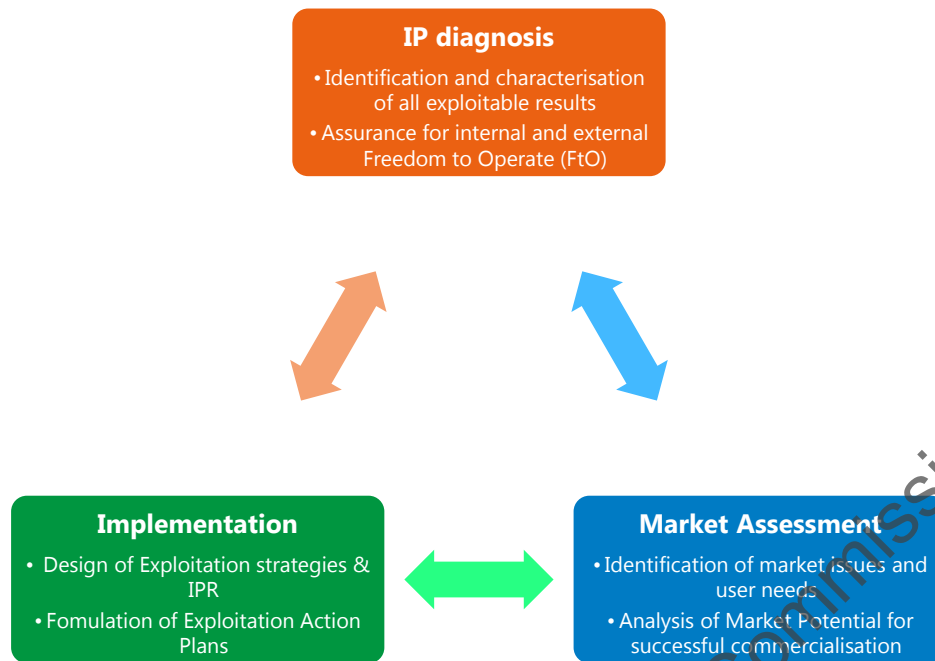 IP diagnosis
• Identification and characterisation
of all exploitable results
• Assurance for internal and external
Freedom to Operate (FtO)
Implementation
• Design of Exploitation strategies &
IPR
• Fomulation of Exploitation Action
Plans
Market Assessment
• Identification of market issues and
user needs
• Analysis of Market Potential for
successful commercialisation